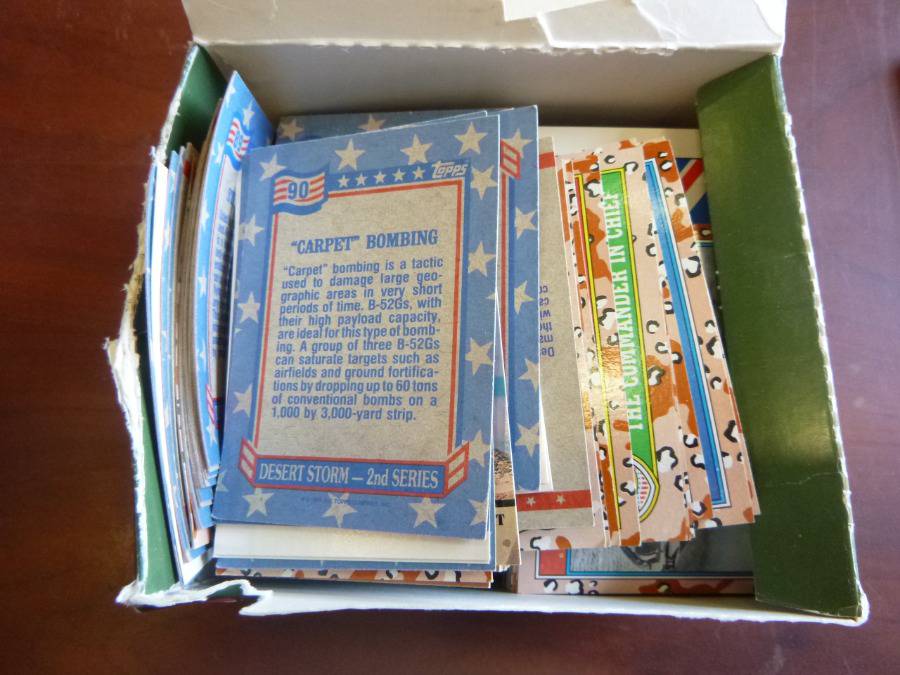 90
Topps
"CARPET" BOMBING
"Carpet" bombing is a tactic
used to damage large geo-
graphic areas in very short
periods of time. B-52Gs, with
their high payload capacity,
are ideal for this type of bomb-
ing. A group of three B-52Gs
can saturate targets such as
airfields and ground fortifica-
tions by dropping up to 60 tons
of conventional bombs on a
1,000 by 3,000-yard strip.
DESERT STORM — 2nd SERIES
THE COMMANDER IN CHIEF
T